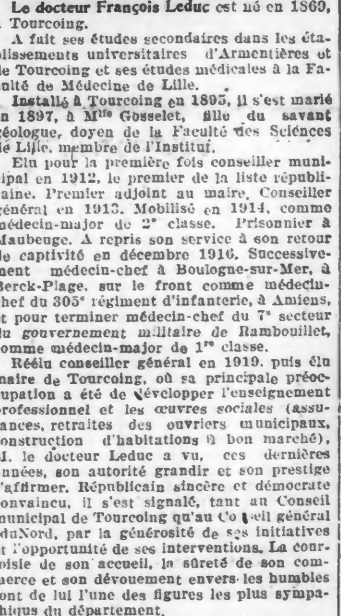 Le docteur François Leduc est né en 1869,
à Tourcoing.
A fait ses études secondaires dans les éta-
blissements universitaires d'Armentières et
de Tourcoing et ses études médicales à la Fa-
culté de Médecine de Lille.
Installé à Tourcoing en 1895, il s'est marié
en 1897, à Mlle Gosselet, fille du savant
géologue, doyen de la Faculté des Sciences
de Lille, membre de l'Institut.
Elu pour la première fois conseiller muni-
cipal en 1912, le premier de la liste républi-
caine. Premier adjoint au maire, Conseiller
général en 1913. Mobilisé en 1914, comme
médecin-major de 2e classe. Prisonnier à
Maubeuge. A repris son service à son retour
de captivité en décembre 1916. Successive-
ment médecin-chef à Boulogne-sur-Mer, à
Berck-Plage, sur le front comme médecin-
chef du 305e régiment d'infanterie, à Amiens,
et pour terminer médecin-chef du 7e secteur
du gouvernement militaire de Rambouillet,
comme médecin-major de 1re classe.
Réélu conseiller général en 1919, puis élu
maire de Tourcoing, où sa principale préoc-
cupation a été de développer l'enseignement
professionnel et les œuvres sociales (assu-
rances, retraites des ouvriers municipaux,
construction d'habitations à bon marché),
M. le docteur Leduc a vu, ces dernières
années, son autorité grandir et son prestige
s'affirmer. Républicain sincère et démocrate
convaincu, il s'est signalé, tant au Conseil
municipal de Tourcoing qu'au général
du Nord, par la générosité de ses initiatives
et l'opportunité de ses interventions. La cour-
toisie de son accueil, la sûreté de son com-
merce et son dévouement envers les humbles
font de lui l'une des figures les plus sympa-
thiques du département.